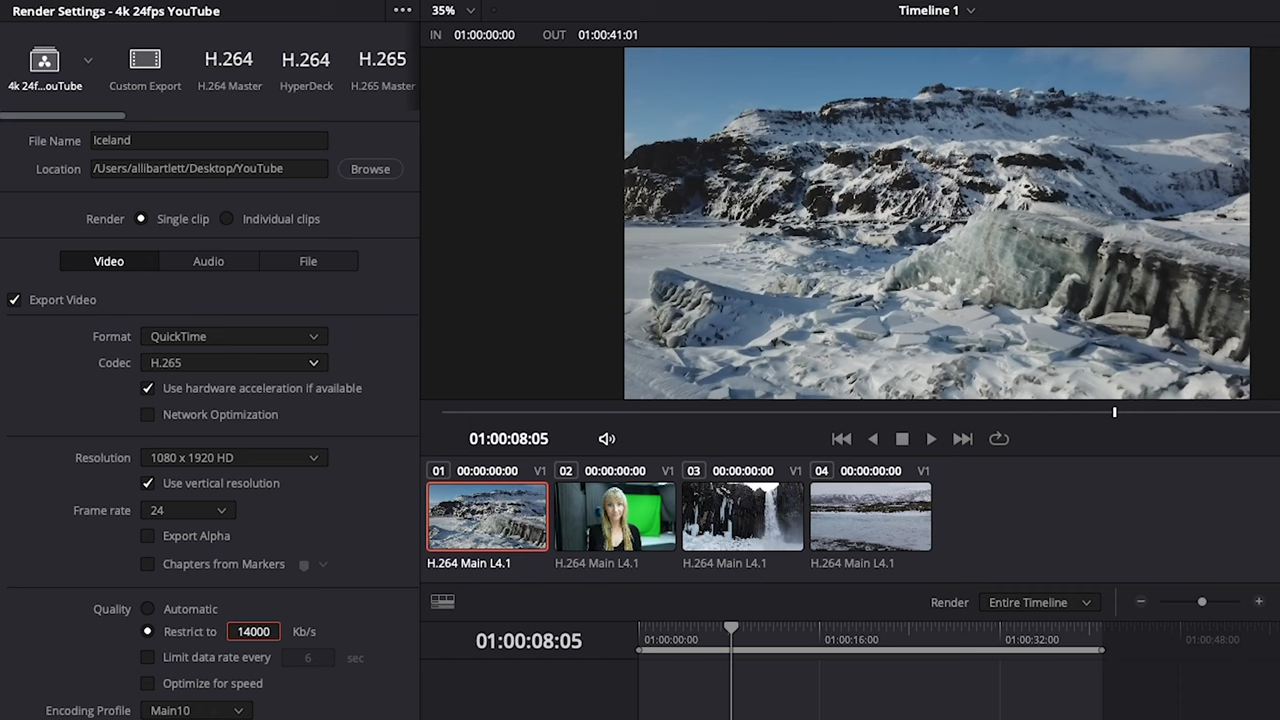 Render Settings - 4k 24fps YouTube
35%
Timeline 1
IN 01:00:00:00 OUT 01:00:41:01
H.264 H.264 H.265
4k 24f...ouTube Custom Export H.264 Master HyperDeck H.265 Master
File Name Iceland
Location /Users/allibartlett/Desktop/YouTube Browse
Render Single clip Individual clips
Video Audio File
Export Video
Format QuickTime
Codec H.265
Use hardware acceleration if available
Network Optimization
Resolution 1080 x 1920 HD
Use vertical resolution
Frame rate 24
Export Alpha
Chapters from Markers
Quality Automatic
Restrict to 14000 Kb/s
Limit data rate every 6 sec
Optimize for speed
Encoding Profile Main10
01:00:08:05
01 00:00:00:00 V1 02 00:00:00:00 V1 03 00:00:00:00 V1 04 00:00:00:00 V1
H.264 Main L4.1 H.264 Main L4.1 H.264 Main L4.1 H.264 Main L4.1
Render Entire Timeline
01:00:08:05
01:00:00:00 01:00:16:00 01:00:32:00 01:00:48:00